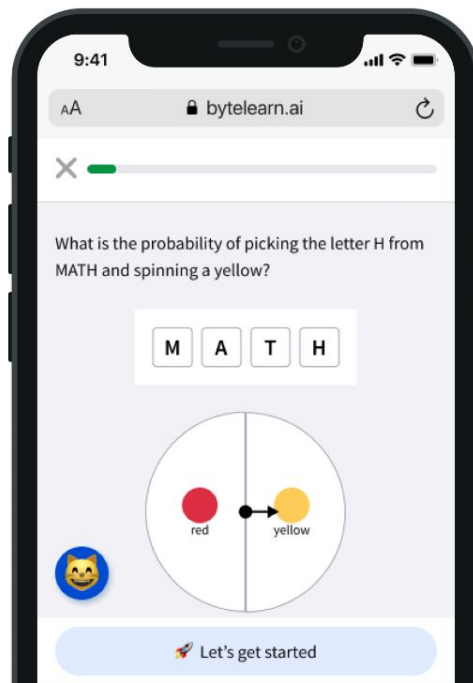 9:41
AA
bytelearn.ai
What is the probability of picking the letter H from
MATH and spinning a yellow?
M A T H
red
yellow
Let's get started